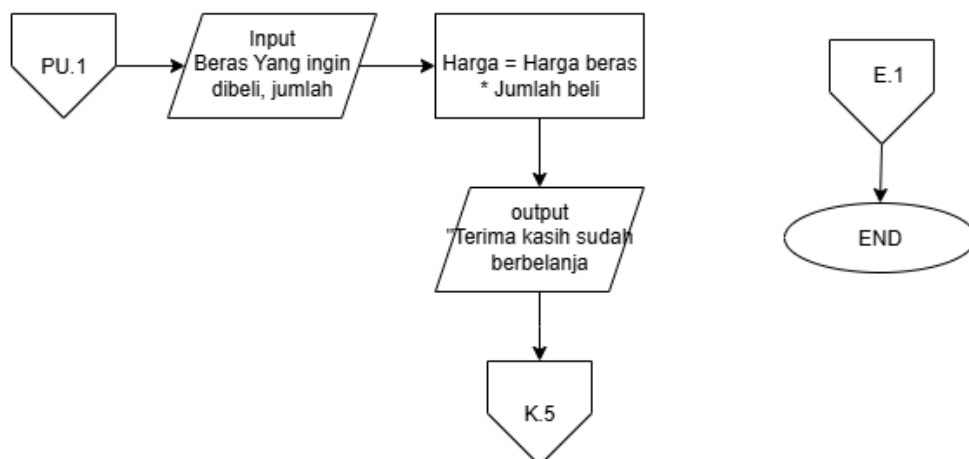 PU.1
Input
Beras Yang ingin
dibeli, jumlah
Harga = Harga beras
* Jumlah beli
E.1
output
"Terima kasih sudah
berbelanja
END
K.5